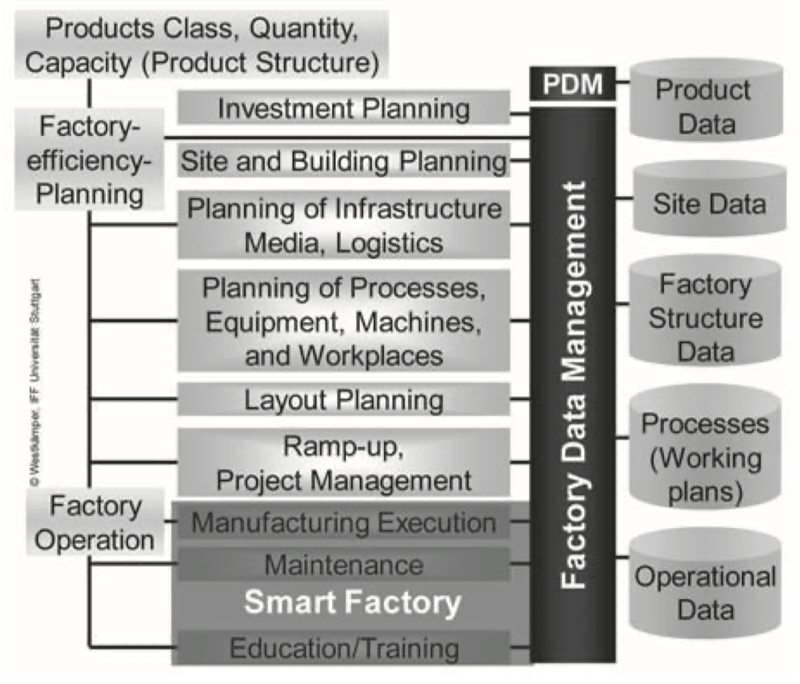 Products Class, Quantity,
Capacity (Product Structure)
Factory-
efficiency-
Planning
Investment Planning
Site and Building Planning
Planning of Infrastructure
Media, Logistics
Planning of Processes,
Equipment, Machines,
and Workplaces
Layout Planning
Ramp-up,
Project Management
Factory
Operation
Manufacturing Execution
Maintenance
Smart Factory
Education/Training
PDM
Factory Data Management
Product
Data
Site Data
Factory
Structure
Data
Processes
(Working
plans)
Operational
Data
© Westkämper, IFF Universität Stuttgart